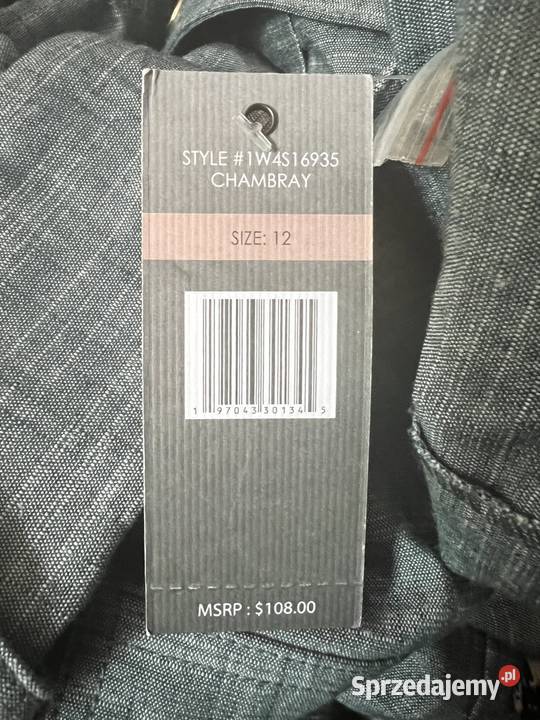 STYLE #1W4S16935
CHAMBRAY
SIZE: 12
1 97043 30134 5
MSRP : $108.00
Sprzedajemy.pl